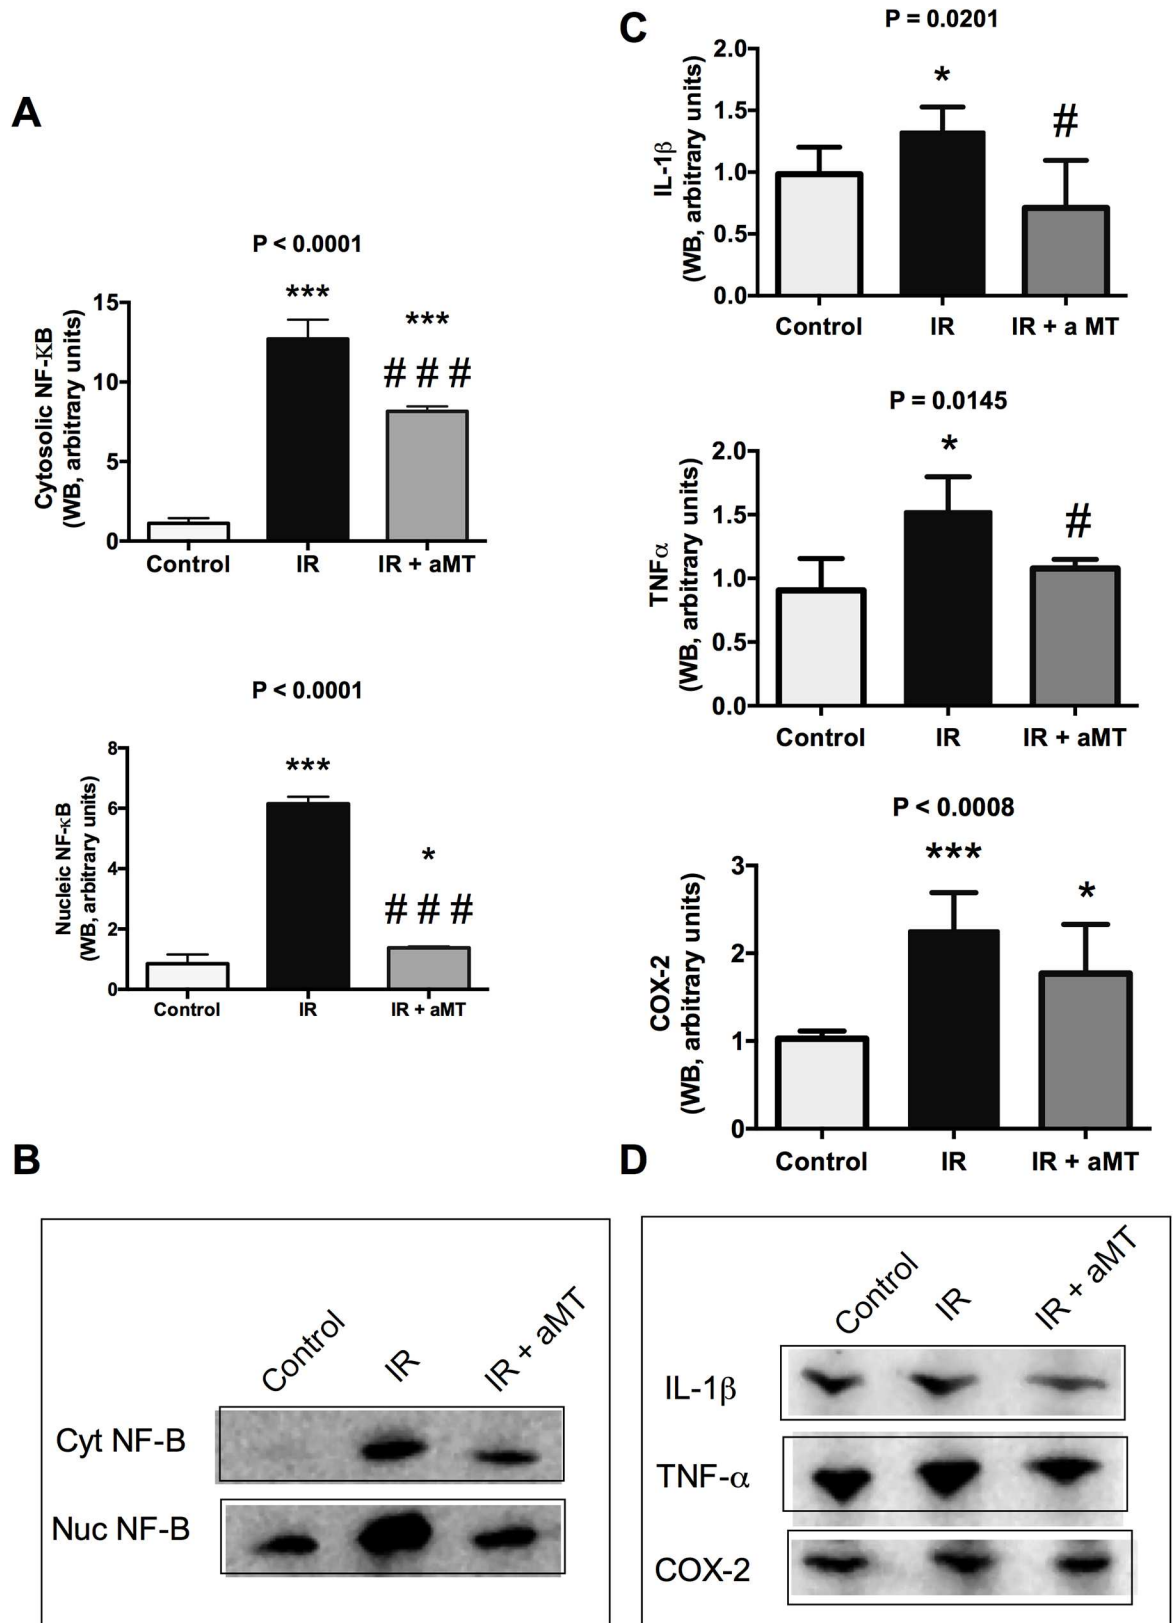 A
P < 0.0001
***
***
# # #
Cytosolic NF-KB
(WB, arbitrary units)
15
10
5
0
Control IR IR + aMT
P < 0.0001
***
*
# # #
Nucleic NF-κB
(WB, arbitrary units)
8
6
4
2
0
Control IR IR + aMT
B
Control IR IR + aMT
Cyt NF-B
Nuc NF-B
C
P = 0.0201
*
#
IL-1β
(WB, arbitrary units)
2.0
1.5
1.0
0.5
0.0
Control IR IR + a MT
P = 0.0145
*
#
TNFα
(WB, arbitrary units)
2.0
1.5
1.0
0.5
0.0
Control IR IR + aMT
P < 0.0008
***
*
COX-2
(WB, arbitrary units)
3
2
1
0
Control IR IR + aMT
D
Control IR IR + aMT
IL-1β
TNF-α
COX-2